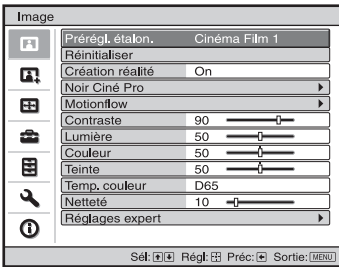 Image
Préregl. étalon. Cinéma Film 1
Réinitialiser
Création réalité On
Noir Ciné Pro
Motionflow
Contraste 90
Lumière 50
Couleur 50
Teinte 50
Temp. couleur D65
Netteté 10
Réglages expert
Sél: Régl: Préc: Sortie: MENU